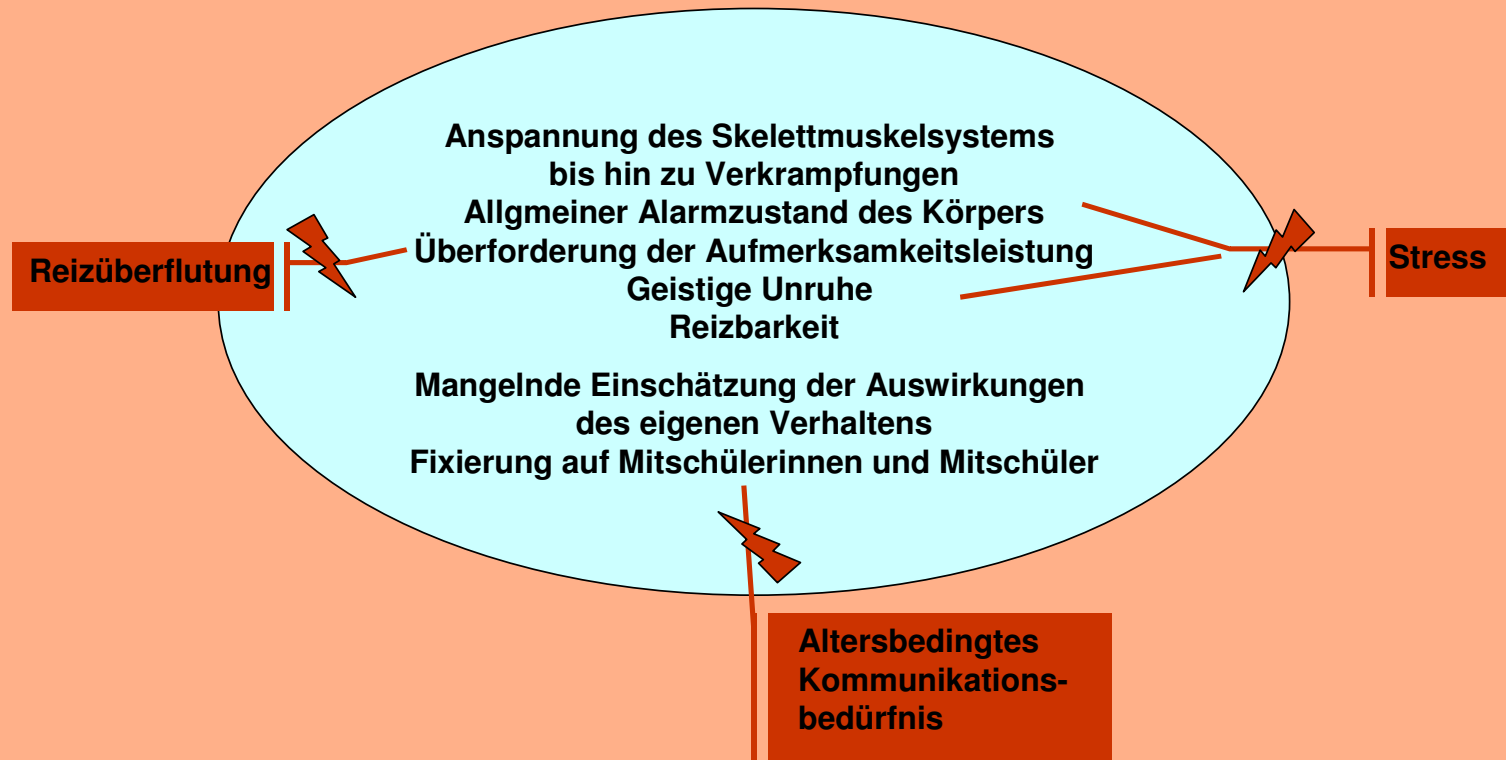 Anspannung des Skelettmuskelsystems
bis hin zu Verkrampfungen
Allgmeiner Alarmzustand des Körpers
Überforderung der Aufmerksamkeitsleistung
Geistige Unruhe
Reizbarkeit
Mangelnde Einschätzung der Auswirkungen
des eigenen Verhaltens
Fixierung auf Mitschülerinnen und Mitschüler
Reizüberflutung
Stress
Altersbedingtes
Kommunikations-
bedürfnis